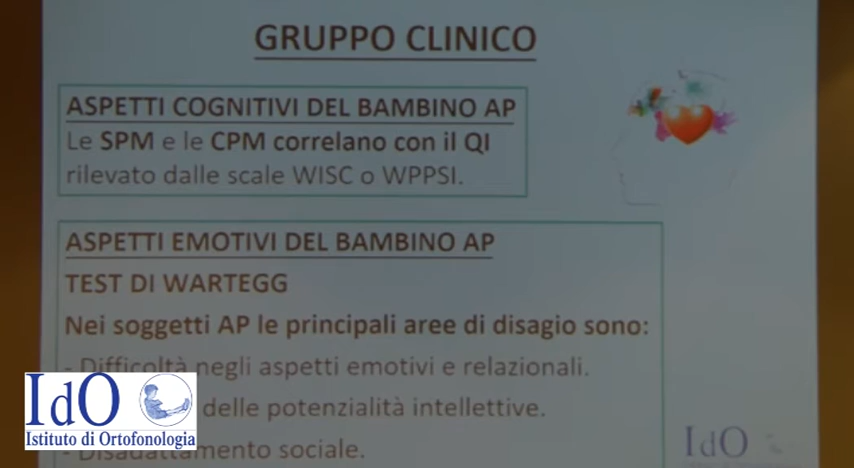 GRUPPO CLINICO
ASPETTI COGNITIVI DEL BAMBINO AP
Le SPM e le CPM correlano con il QI
rilevato dalle scale WISC o WPPSI.
ASPETTI EMOTIVI DEL BAMBINO AP
TEST DI WARTEGG
Nei soggetti AP le principali aree di disagio sono:
- Difficoltà negli aspetti emotivi e relazionali.
delle potenzialità intellettive.
- Disadattamento sociale.
IdO
Istituto di Ortofonologia
IdO